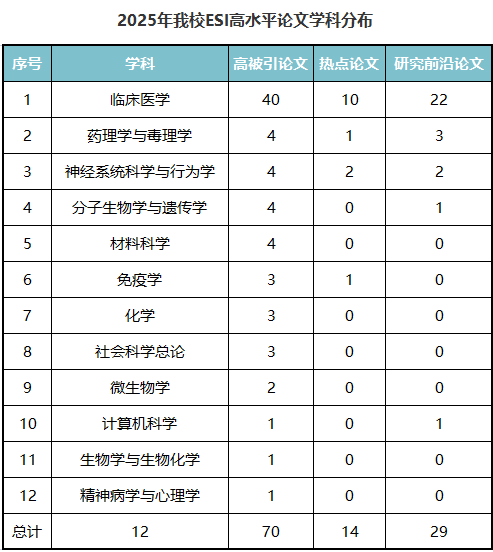 2025年我校ESI高水平论文学科分布
序号 学科 高被引论文 热点论文 研究前沿论文
1 临床医学 40 10 22
2 药理学与毒理学 4 1 3
3 神经系统科学与行为学 4 2 2
4 分子生物学与遗传学 4 0 1
5 材料科学 4 0 0
6 免疫学 3 1 0
7 化学 3 0 0
8 社会科学总论 3 0 0
9 微生物学 2 0 0
10 计算机科学 1 0 1
11 生物学与生物化学 1 0 0
12 精神病学与心理学 1 0 0
总计 12 70 14 29